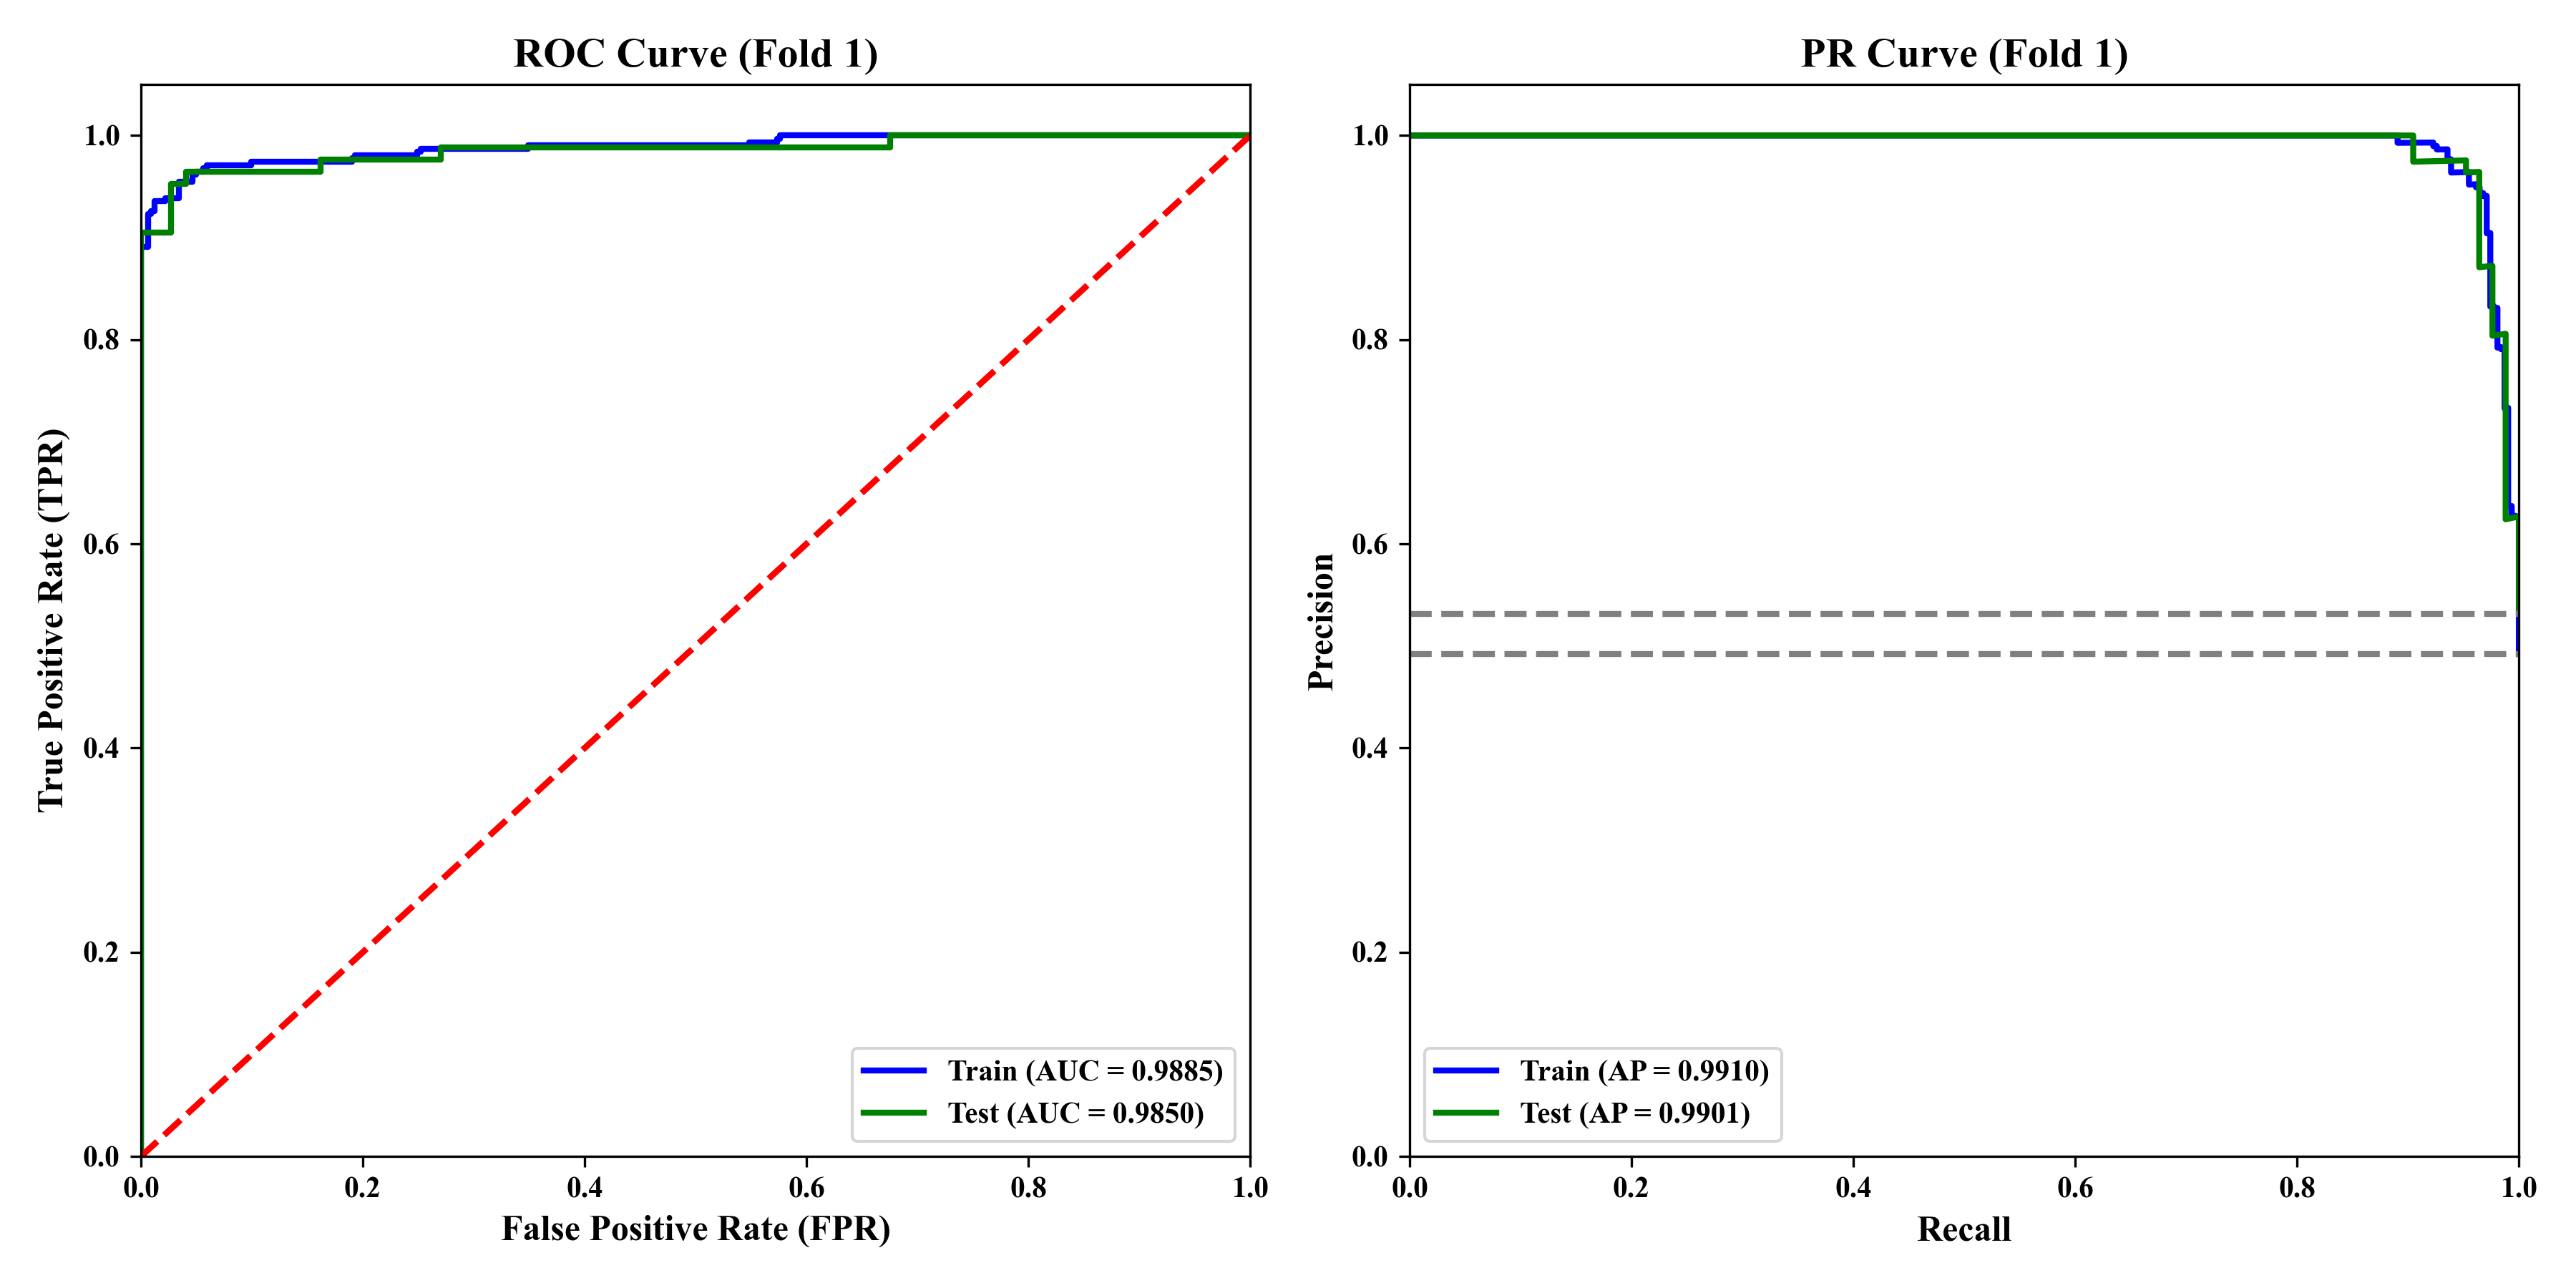 ROC Curve (Fold 1)
True Positive Rate (TPR)
1.0
0.8
0.6
0.4
0.2
0.0
0.0 0.2 0.4 0.6 0.8 1.0
False Positive Rate (FPR)
Train (AUC = 0.9885)
Test (AUC = 0.9850)
PR Curve (Fold 1)
Precision
1.0
0.8
0.6
0.4
0.2
0.0
0.0 0.2 0.4 0.6 0.8 1.0
Recall
Train (AP = 0.9910)
Test (AP = 0.9901)